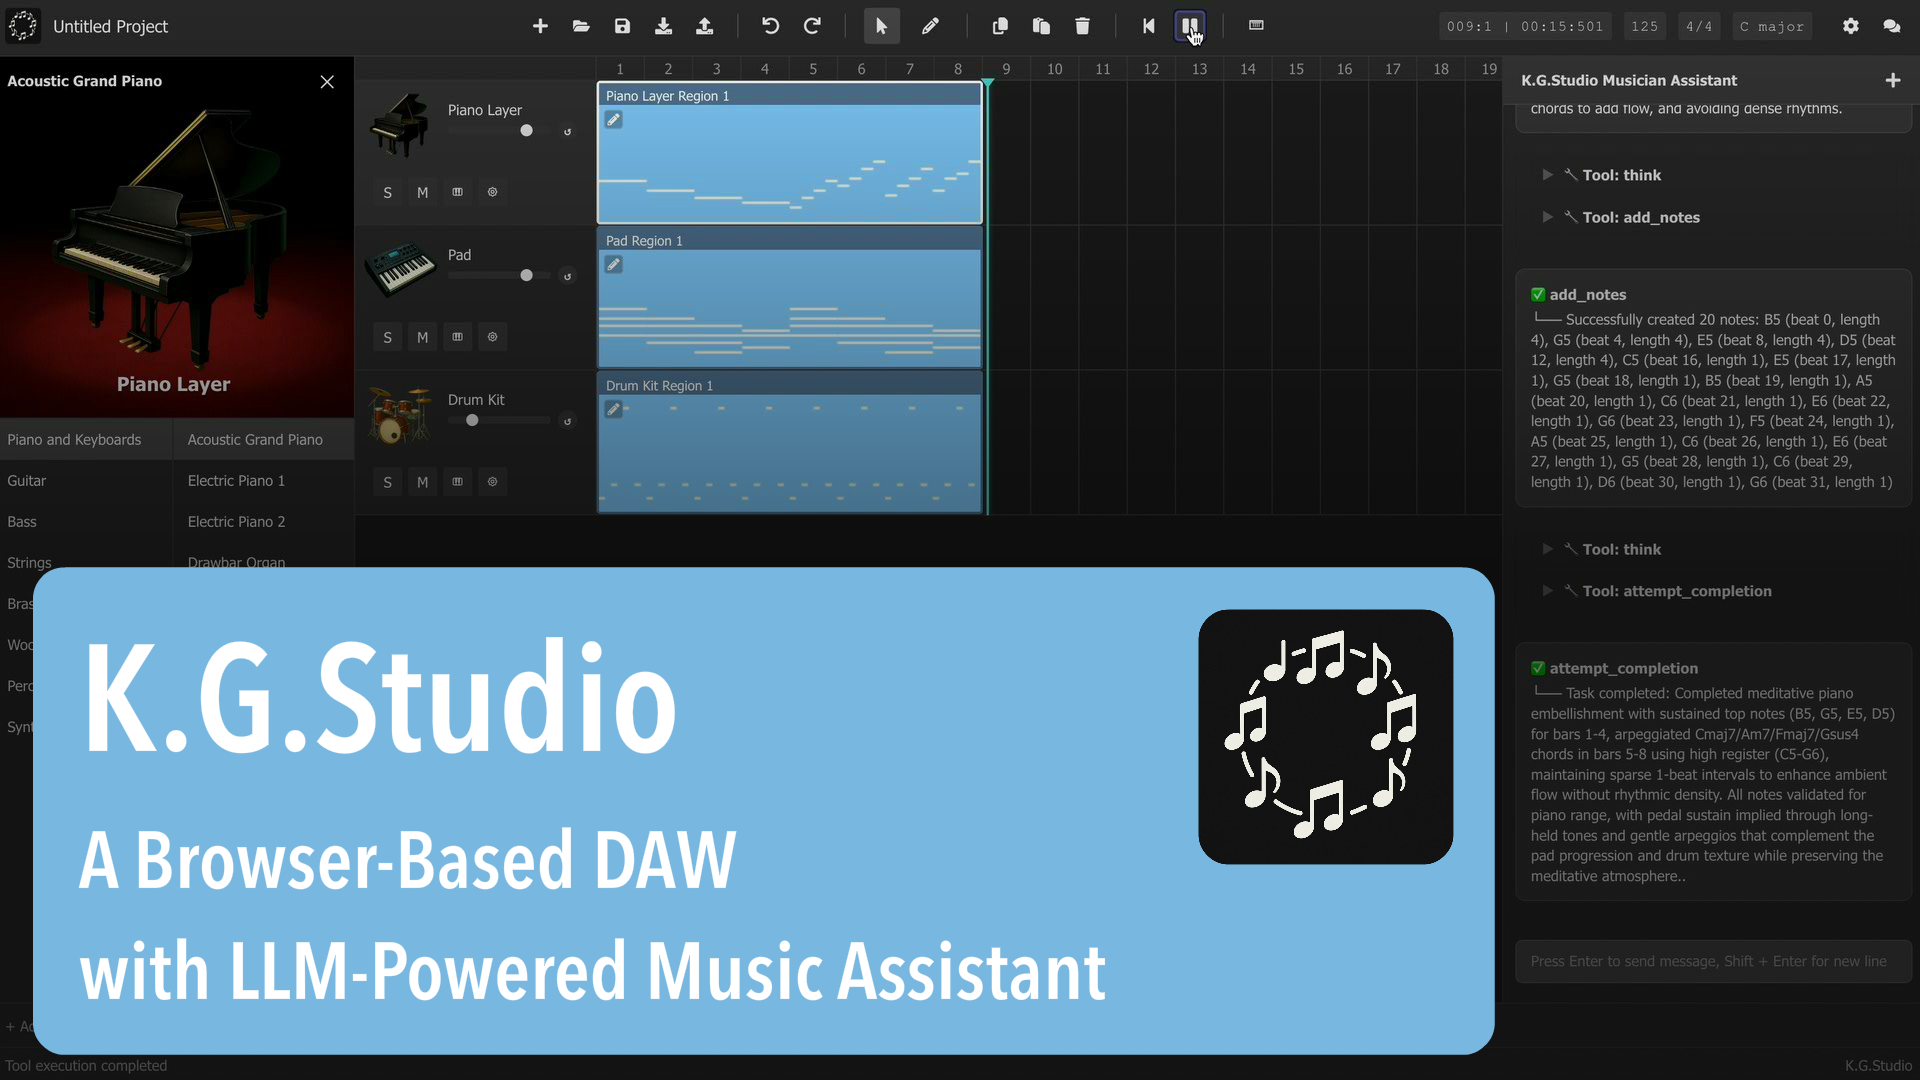 Untitled Project
009:1 | 00:15:501
125
4/4
C major
Acoustic Grand Piano
Piano Layer
Piano and Keyboards
Acoustic Grand Piano
Guitar
Electric Piano 1
Bass
Electric Piano 2
Strings
Drawbar Organ
Bras
Woo
Perc
Synt
+ Ad
Tool execution completed
1 2 3 4 5 6 7 8 9 10 11 12 13 14 15 16 17 18 19
Piano Layer
S M
Piano Layer Region 1
Pad
S M
Pad Region 1
Drum Kit
S M
Drum Kit Region 1
K.G.Studio Musician Assistant
chords to add flow, and avoiding dense rhythms.
Tool: think
Tool: add_notes
add_notes
└── Successfully created 20 notes: B5 (beat 0, length
4), G5 (beat 4, length 4), E5 (beat 8, length 4), D5 (beat
12, length 4), C5 (beat 16, length 1), E5 (beat 17, length
1), G5 (beat 18, length 1), B5 (beat 19, length 1), A5
(beat 20, length 1), C6 (beat 21, length 1), E6 (beat 22,
length 1), G6 (beat 23, length 1), F5 (beat 24, length 1),
A5 (beat 25, length 1), C6 (beat 26, length 1), E6 (beat
27, length 1), G5 (beat 28, length 1), C6 (beat 29,
length 1), D6 (beat 30, length 1), G6 (beat 31, length 1)
Tool: think
Tool: attempt_completion
attempt_completion
└── Task completed: Completed meditative piano
embellishment with sustained top notes (B5, G5, E5, D5)
for bars 1-4, arpeggiated Cmaj7/Am7/Fmaj7/Gsus4
chords in bars 5-8 using high register (C5-G6),
maintaining sparse 1-beat intervals to enhance ambient
flow without rhythmic density. All notes validated for
piano range, with pedal sustain implied through long-
held tones and gentle arpeggios that complement the
pad progression and drum texture while preserving the
meditative atmosphere..
Press Enter to send message, Shift + Enter for new line
K.G.Studio
K.G.Studio
A Browser-Based DAW
with LLM-Powered Music Assistant